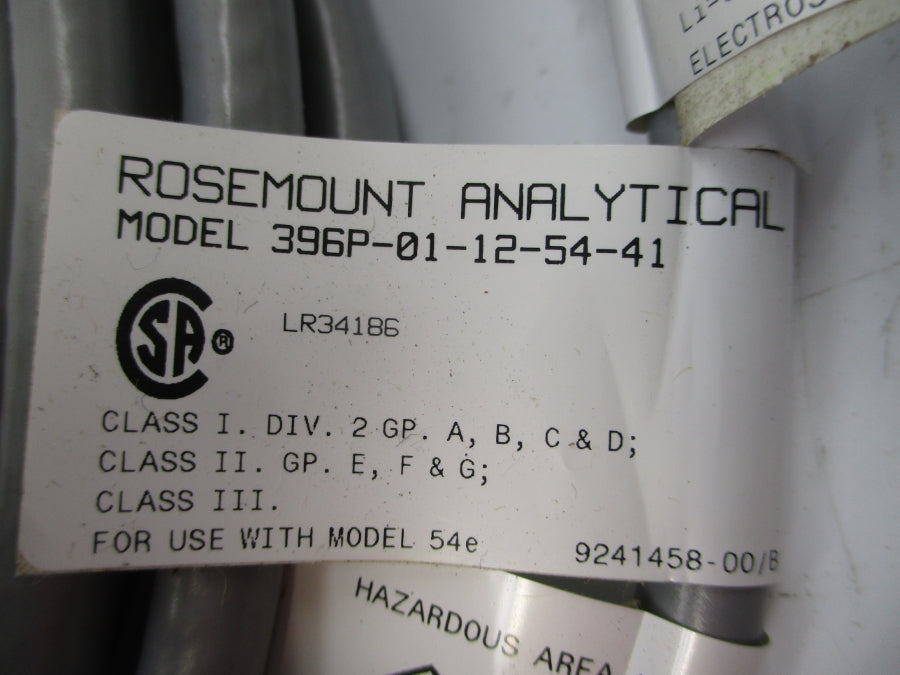 ELECTROS
ROSEMOUNT ANALYTICAL
MODEL 396P-01-12-54-41
SA ® LR34186
CLASS I. DIV. 2 GP. A, B, C & D;
CLASS II. GP. E, F & G;
CLASS III.
FOR USE WITH MODEL 54e 9241458-00/B
HAZARDOUS AREA